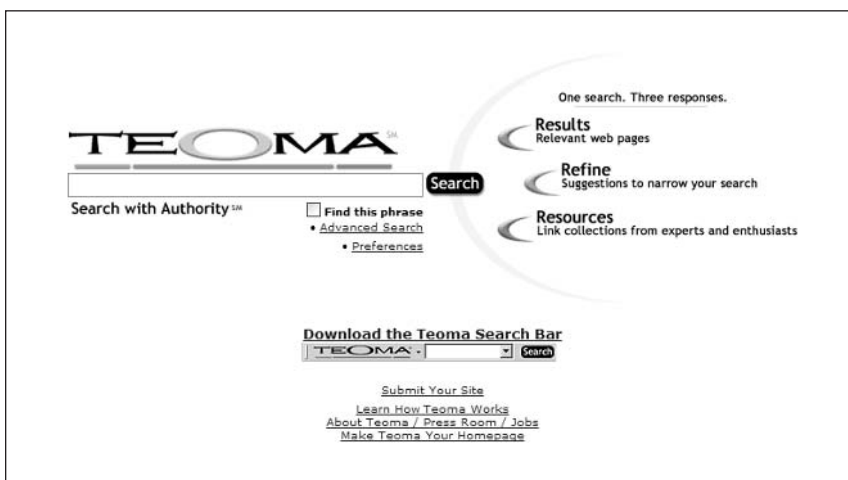 TEOMA SM
Search
Search with Authority SM
Find this phrase
• Advanced Search
• Preferences
One search. Three responses.
Results
Relevant web pages
Refine
Suggestions to narrow your search
Resources
Link collections from experts and enthusiasts
Download the Teoma Search Bar
TEOMA Search
Submit Your Site
Learn How Teoma Works
About Teoma / Press Room / Jobs
Make Teoma Your Homepage